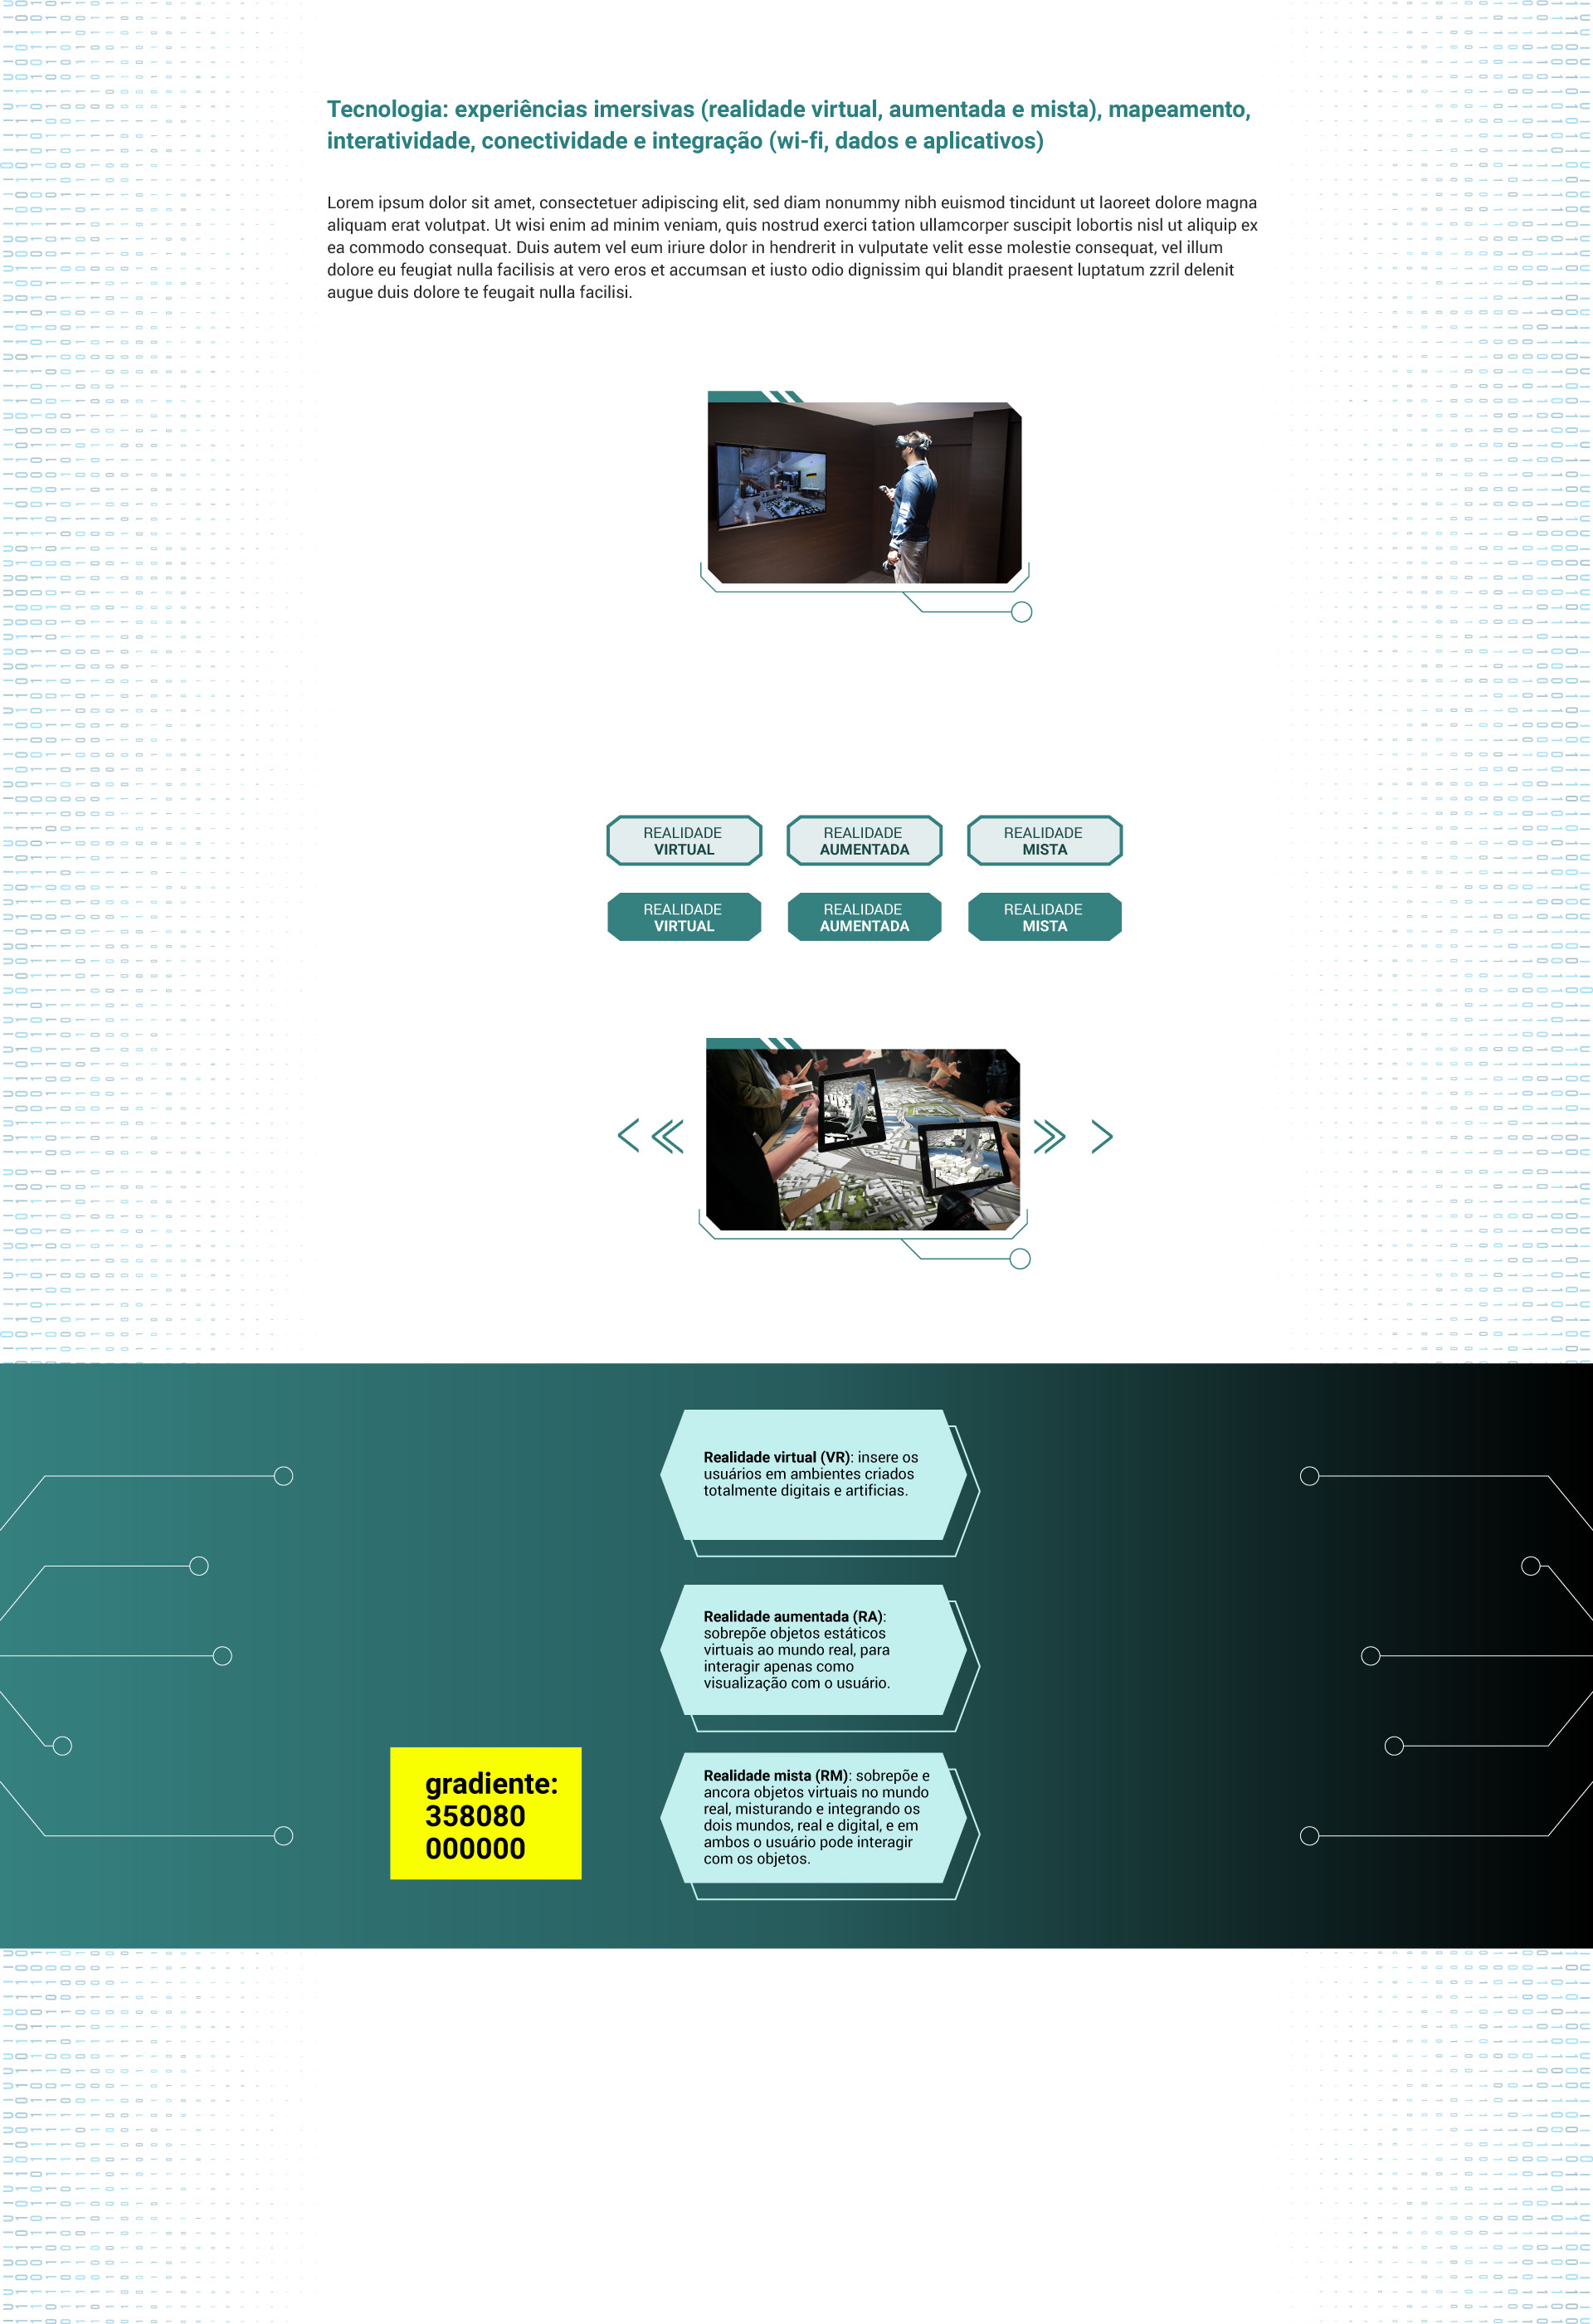 Tecnologia: experiências imersivas (realidade virtual, aumentada e mista), mapeamento,
interatividade, conectividade e integração (wi-fi, dados e aplicativos)
Lorem ipsum dolor sit amet, consectetuer adipiscing elit, sed diam nonummy nibh euismod tincidunt ut laoreet dolore magna
aliquam erat volutpat. Ut wisi enim ad minim veniam, quis nostrud exerci tation ullamcorper suscipit lobortis nisl ut aliquip ex
ea commodo consequat. Duis autem vel eum iriure dolor in hendrerit in vulputate velit esse molestie consequat, vel illum
dolore eu feugiat nulla facilisis at vero eros et accumsan et iusto odio dignissim qui blandit praesent luptatum zzril delenit
augue duis dolore te feugait nulla facilisi.
REALIDADE
VIRTUAL
REALIDADE
AUMENTADA
REALIDADE
MISTA
REALIDADE
VIRTUAL
REALIDADE
AUMENTADA
REALIDADE
MISTA
Realidade virtual (VR): insere os
usuários em ambientes criados
totalmente digitais e artificias.
Realidade aumentada (RA):
sobrepõe objetos estáticos
virtuais ao mundo real, para
interagir apenas como
visualização com o usuário.
gradiente:
358080
000000
Realidade mista (RM): sobrepõe e
ancora objetos virtuais no mundo
real, misturando e integrando os
dois mundos, real e digital, e em
ambos o usuário pode interagir
com os objetos.